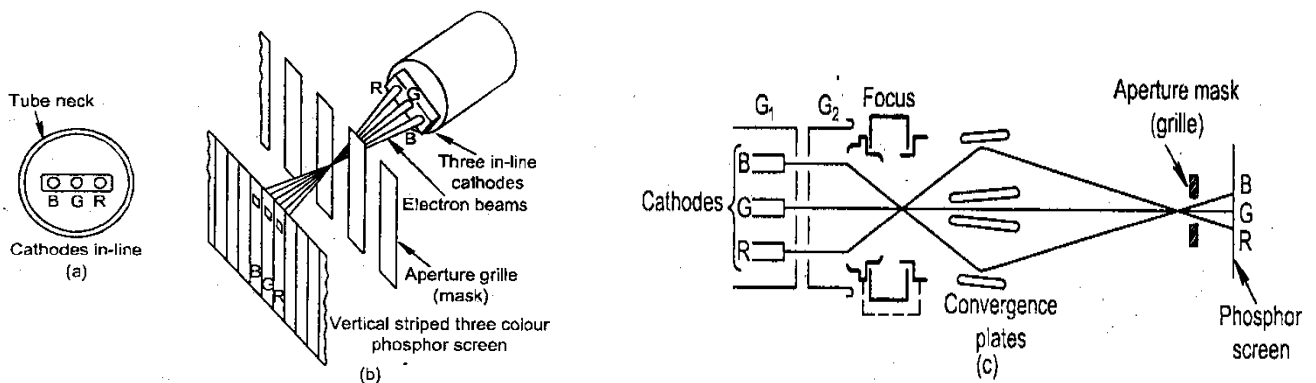 Tube neck
B G R
Cathodes in-line
(a)
(b)
R
G
B
Three in-line
cathodes
Electron beams
Aperture grille
(mask)
B
G
R
Vertical striped three colour
phosphor screen
(b)
G₁ G₂ Focus
Aperture mask
(grille)
Cathodes
B
G
R
B
G
R
Convergence
plates
(c)
Phosphor
screen